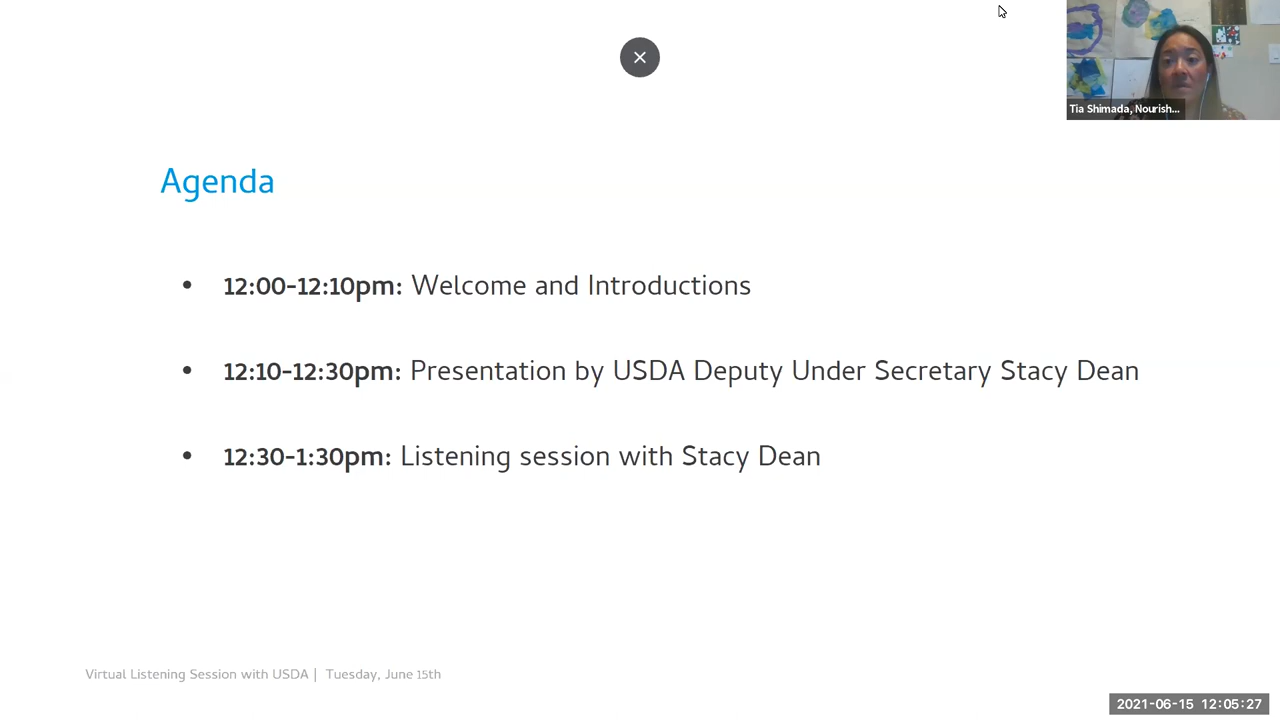 Tia Shimada, Nourish...
Agenda
• 12:00-12:10pm: Welcome and Introductions
• 12:10-12:30pm: Presentation by USDA Deputy Under Secretary Stacy Dean
• 12:30-1:30pm: Listening session with Stacy Dean
Virtual Listening Session with USDA | Tuesday, June 15th
2021-06-15 12:05:27